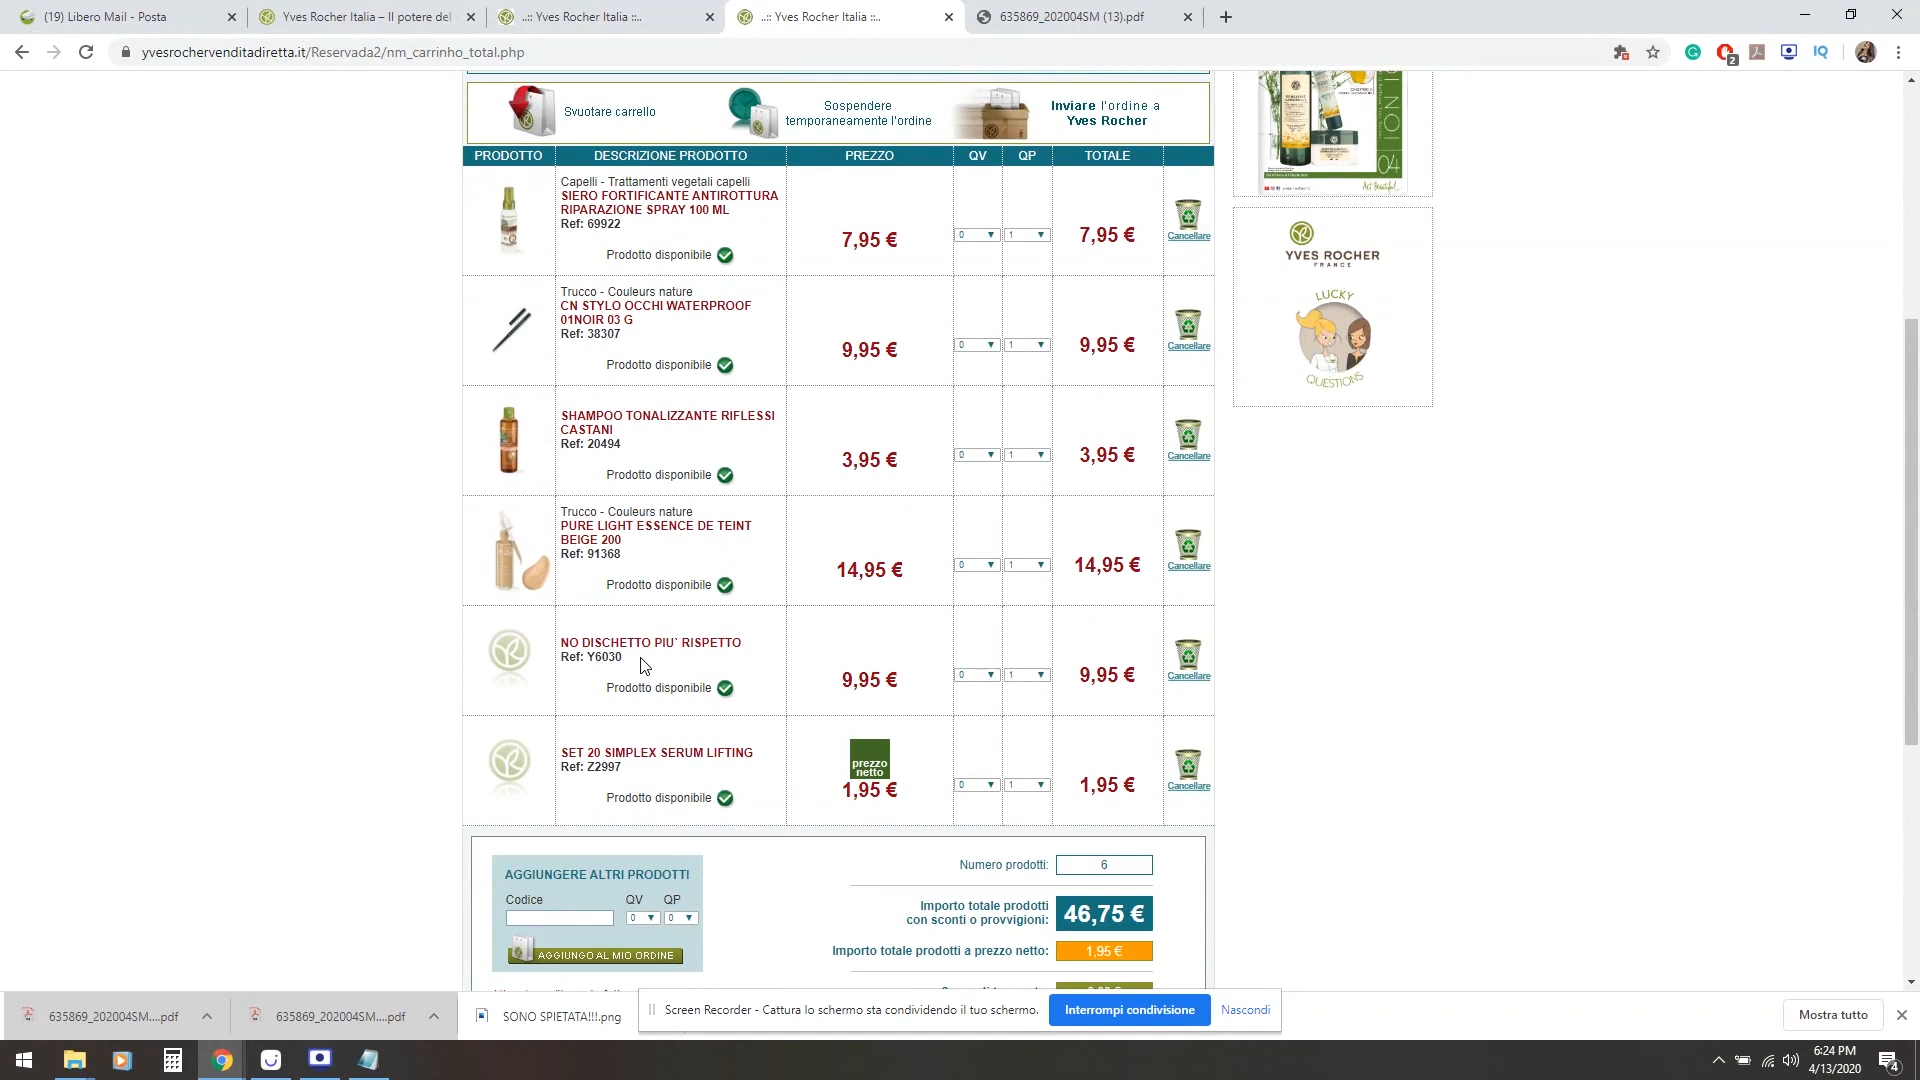 (19) Libero Mail - Posta
Yves Rocher Italia – Il potere del
..:: Yves Rocher Italia ::..
..:: Yves Rocher Italia ::..
635869_202004SM (13).pdf
yvesrochervenditadiretta.it/Reservada2/nm_carrinho_total.php
2
IQ
Svuotare carrello
Sospendere
temporaneamente l'ordine
Inviare l'ordine a
Yves Rocher
PRODOTTO DESCRIZIONE PRODOTTO PREZZO QV QP TOTALE
Capelli - Trattamenti vegetali capelli
SIERO FORTIFICANTE ANTIROTTURA
RIPARAZIONE SPRAY 100 ML
Ref: 69922
Prodotto disponibile
7,95 € 0 1 7,95 € Cancellare
Trucco - Couleurs nature
CN STYLO OCCHI WATERPROOF
01NOIR 03 G
Ref: 38307
Prodotto disponibile
9,95 € 0 1 9,95 € Cancellare
SHAMPOO TONALIZZANTE RIFLESSI
CASTANI
Ref: 20494
Prodotto disponibile
3,95 € 0 1 3,95 € Cancellare
Trucco - Couleurs nature
PURE LIGHT ESSENCE DE TEINT
BEIGE 200
Ref: 91368
Prodotto disponibile
14,95 € 0 1 14,95 € Cancellare
NO DISCHETTO PIU` RISPETTO
Ref: Y6030
Prodotto disponibile
9,95 € 0 1 9,95 € Cancellare
SET 20 SIMPLEX SERUM LIFTING
Ref: Z2997
Prodotto disponibile
prezzo
netto
1,95 € 0 1 1,95 € Cancellare
04
Art Beautiful
YVES ROCHER
FRANCE
LUCKY
QUESTIONS
AGGIUNGERE ALTRI PRODOTTI
Codice QV QP
0 0
AGGIUNGO AL MIO ORDINE
Numero prodotti: 6
Importo totale prodotti
con sconti o provvigioni: 46,75 €
Importo totale prodotti a prezzo netto: 1,95 €
635869_202004SM....pdf
635869_202004SM....pdf
SONO SPIETATA!!!.png
Screen Recorder - Cattura lo schermo sta condividendo il tuo schermo.
Interrompi condivisione
Nascondi
Mostra tutto
6:24 PM
4/13/2020
4